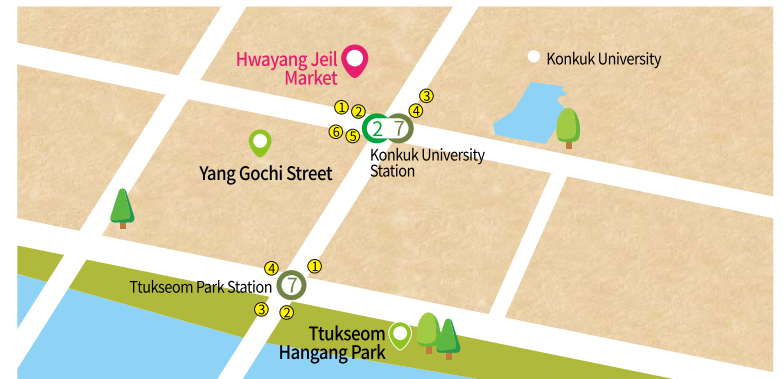 Hwayang Jeil
Market
Konkuk University
③
① ②
④
2 7
⑥ ⑤
Konkuk University
Station
Yang Gochi Street
④ ①
Ttukseom Park Station
7
③ ②
Ttukseom
Hangang Park